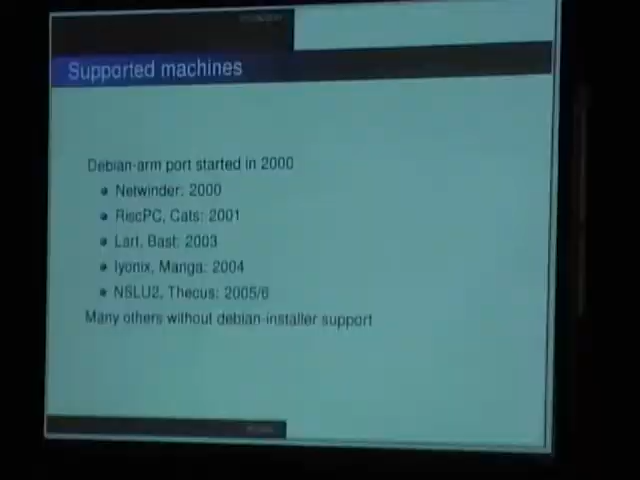 Supported machines
Debian-arm port started in 2000
Netwinder: 2000
RiscPC, Cats: 2001
Lart, Bast: 2003
Iyonix, Manga: 2004
NSLU2, Thecus: 2005/6
Many others without debian-installer support